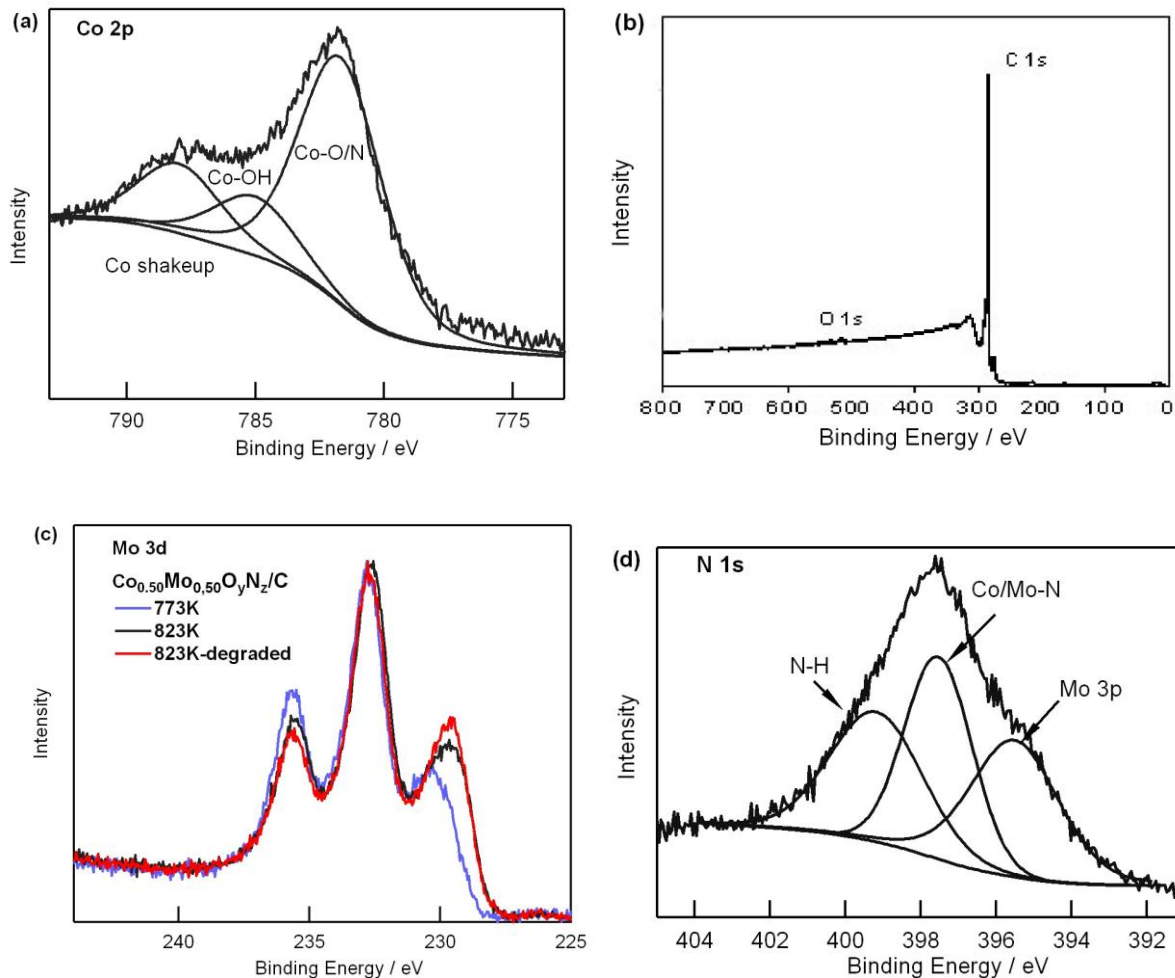 (a)
Co 2p
Co-O/N
Co-OH
Co shakeup
Intensity
790 785 780 775
Binding Energy / eV
(b)
C 1s
O 1s
Intensity
800 700 600 500 400 300 200 100 0
Binding Energy / eV
(c)
Mo 3d
Co0.50Mo0,50OyNz/C
773K
823K
823K-degraded
Intensity
240 235 230 225
Binding Energy / eV
(d)
N 1s
Co/Mo-N
N-H
Mo 3p
Intensity
404 402 400 398 396 394 392
Binding Energy / eV